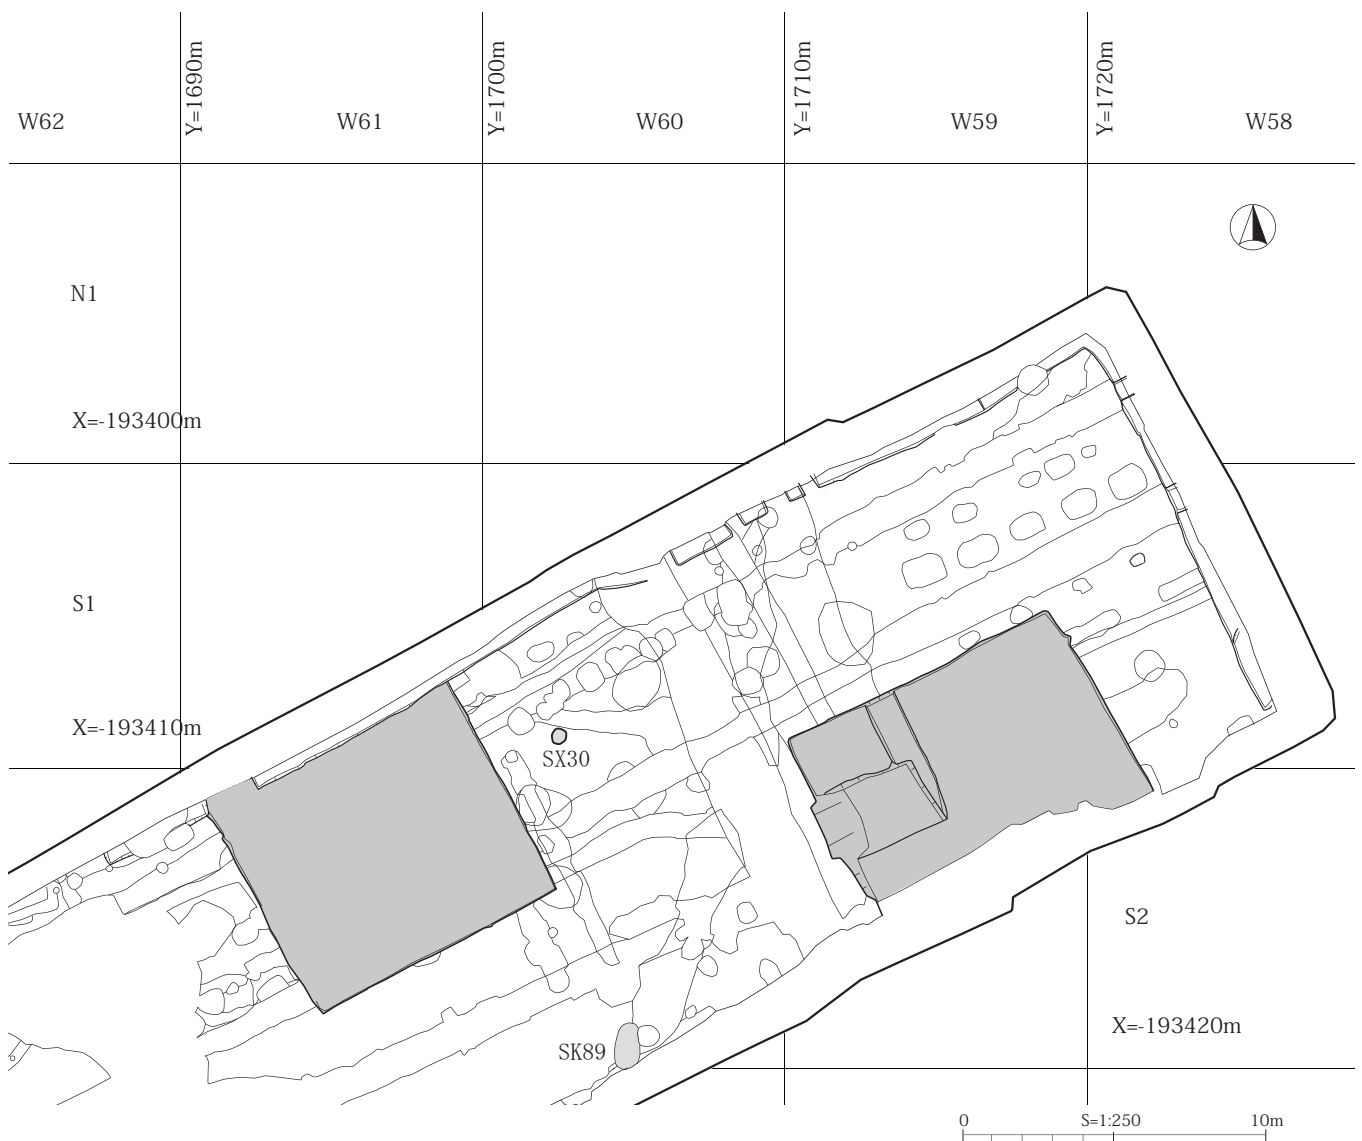 Y=1690m
Y=1700m
Y=1710m
Y=1720m
W62
W61
W60
W59
W58
N1
X=-193400m
S1
X=-193410m
SX30
S2
X=-193420m
SK89
0
S=1:250
10m